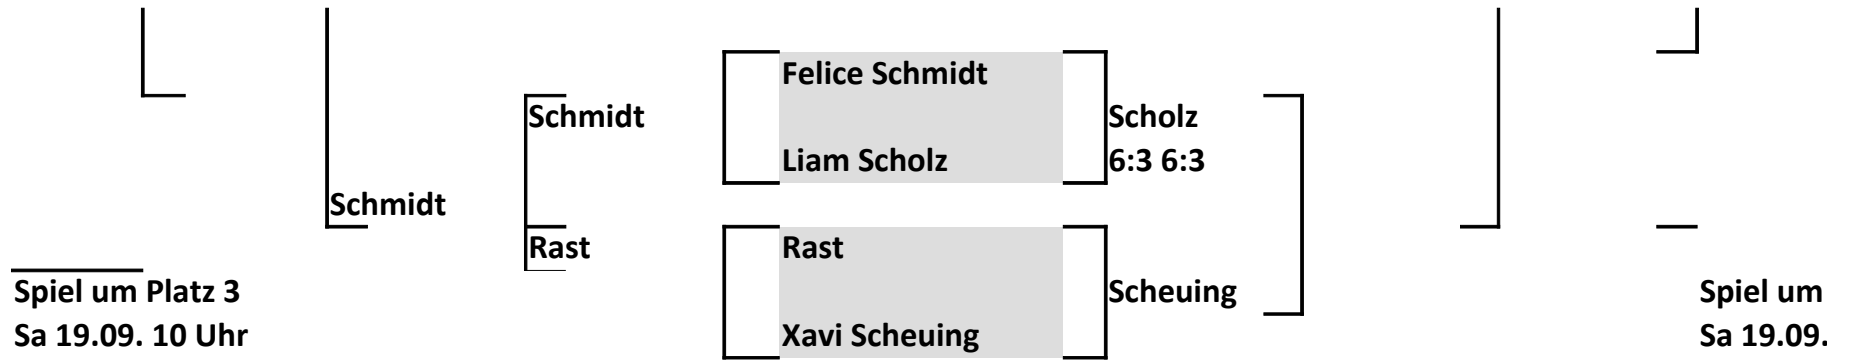 Felice Schmidt
Schmidt
Scholz
Liam Scholz
6:3 6:3
Schmidt
Rast
Rast
Spiel um Platz 3
Scheuing
Spiel um
Sa 19.09. 10 Uhr
Xavi Scheuing
Sa 19.09.